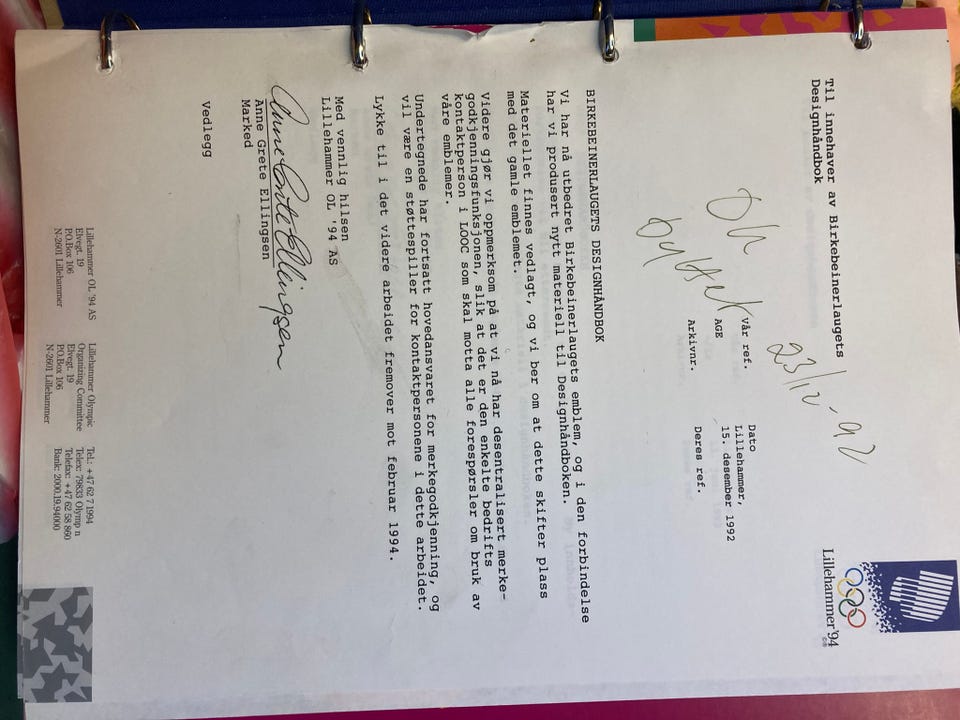 Til innehaver av Birkebeinerlaugets
Designhåndbok
Lillehammer '94
23/12-92
Ok
byttet
Vår ref.
AGE
Arkivnr.
Dato
Lillehammer,
15. desember 1992
Deres ref.
BIRKEBEINERLAUGETS DESIGNHÅNDBOK
Vi har nå utbedret Birkebeinerlaugets emblem, og i den forbindelse
har vi produsert nytt materiell til Designhåndboken.
Materiellet finnes vedlagt, og vi ber om at dette skifter plass
med det gamle emblemet.
Videre gjør vi oppmerksom på at vi nå har desentralisert merke-
godkjenningsfunksjonen, slik at det er den enkelte bedrifts
kontaktperson i LOOC som skal motta alle forespørsler om bruk av
våre emblemer.
Undertegnede har fortsatt hovedansvaret for merkegodkjenning, og
vil være en støttespiller for kontaktpersonene i dette arbeidet.
Lykke til i det videre arbeidet fremover mot februar 1994.
Med vennlig hilsen
Lillehammer OL '94 AS
Anne Grete Ellingsen
Anne Grete Ellingsen
Marked
Vedlegg
Lillehammer OL '94 AS
Elvegt. 19
P.O.Box 106
N-2601 Lillehammer
Lillehammer Olympic
Organizing Committee
Elvegt. 19
P.O.Box 106
N-2601 Lillehammer
Tel.: +47 62 7 1994
Telex: 79833 Olymp n
Telefax: +47 62 58 860
Bank: 2000.19.94000